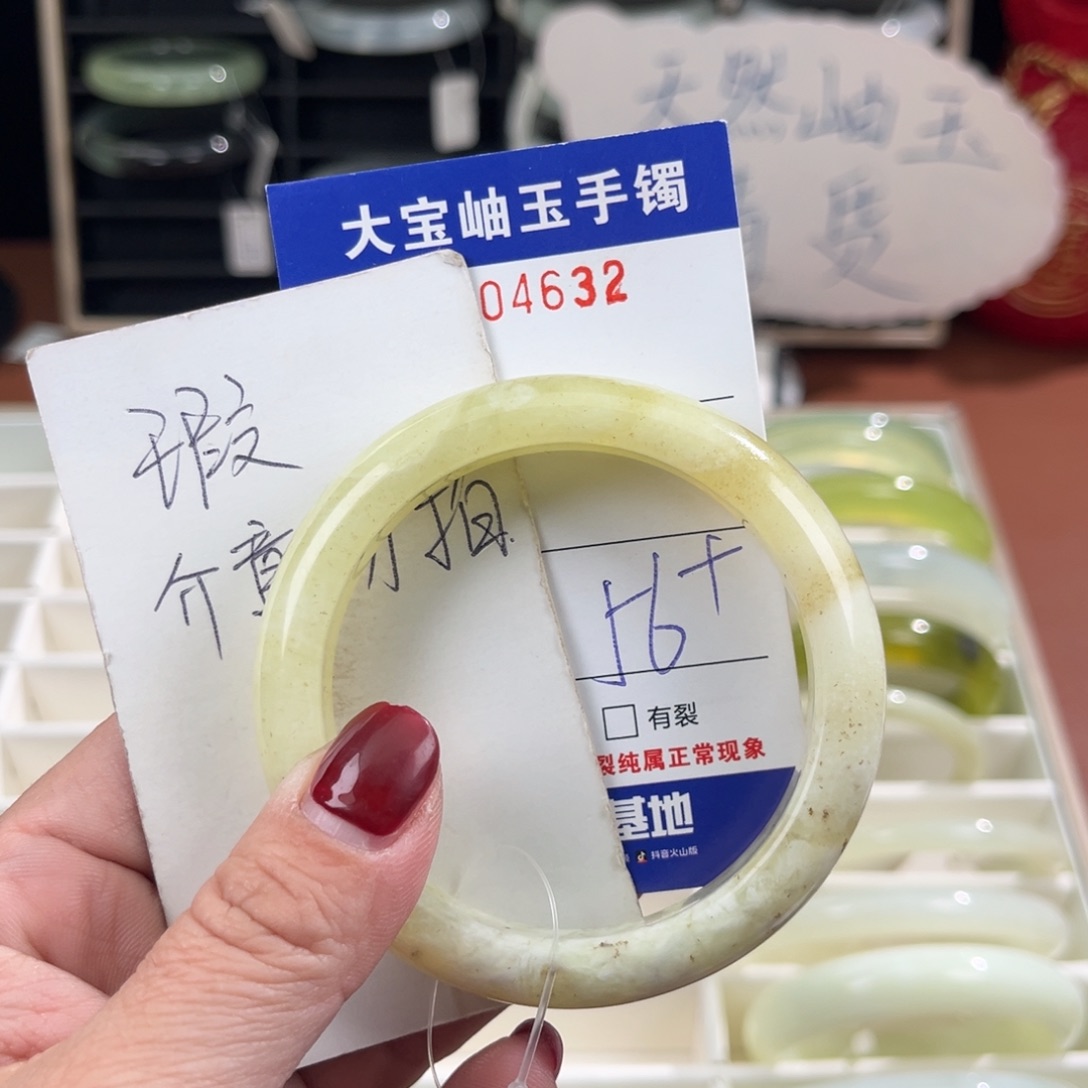 天然岫玉
大宝岫玉手镯
04632
瑕
介意勿拍
56+
□有裂
裂纯属正常现象
基地
抖音火山版